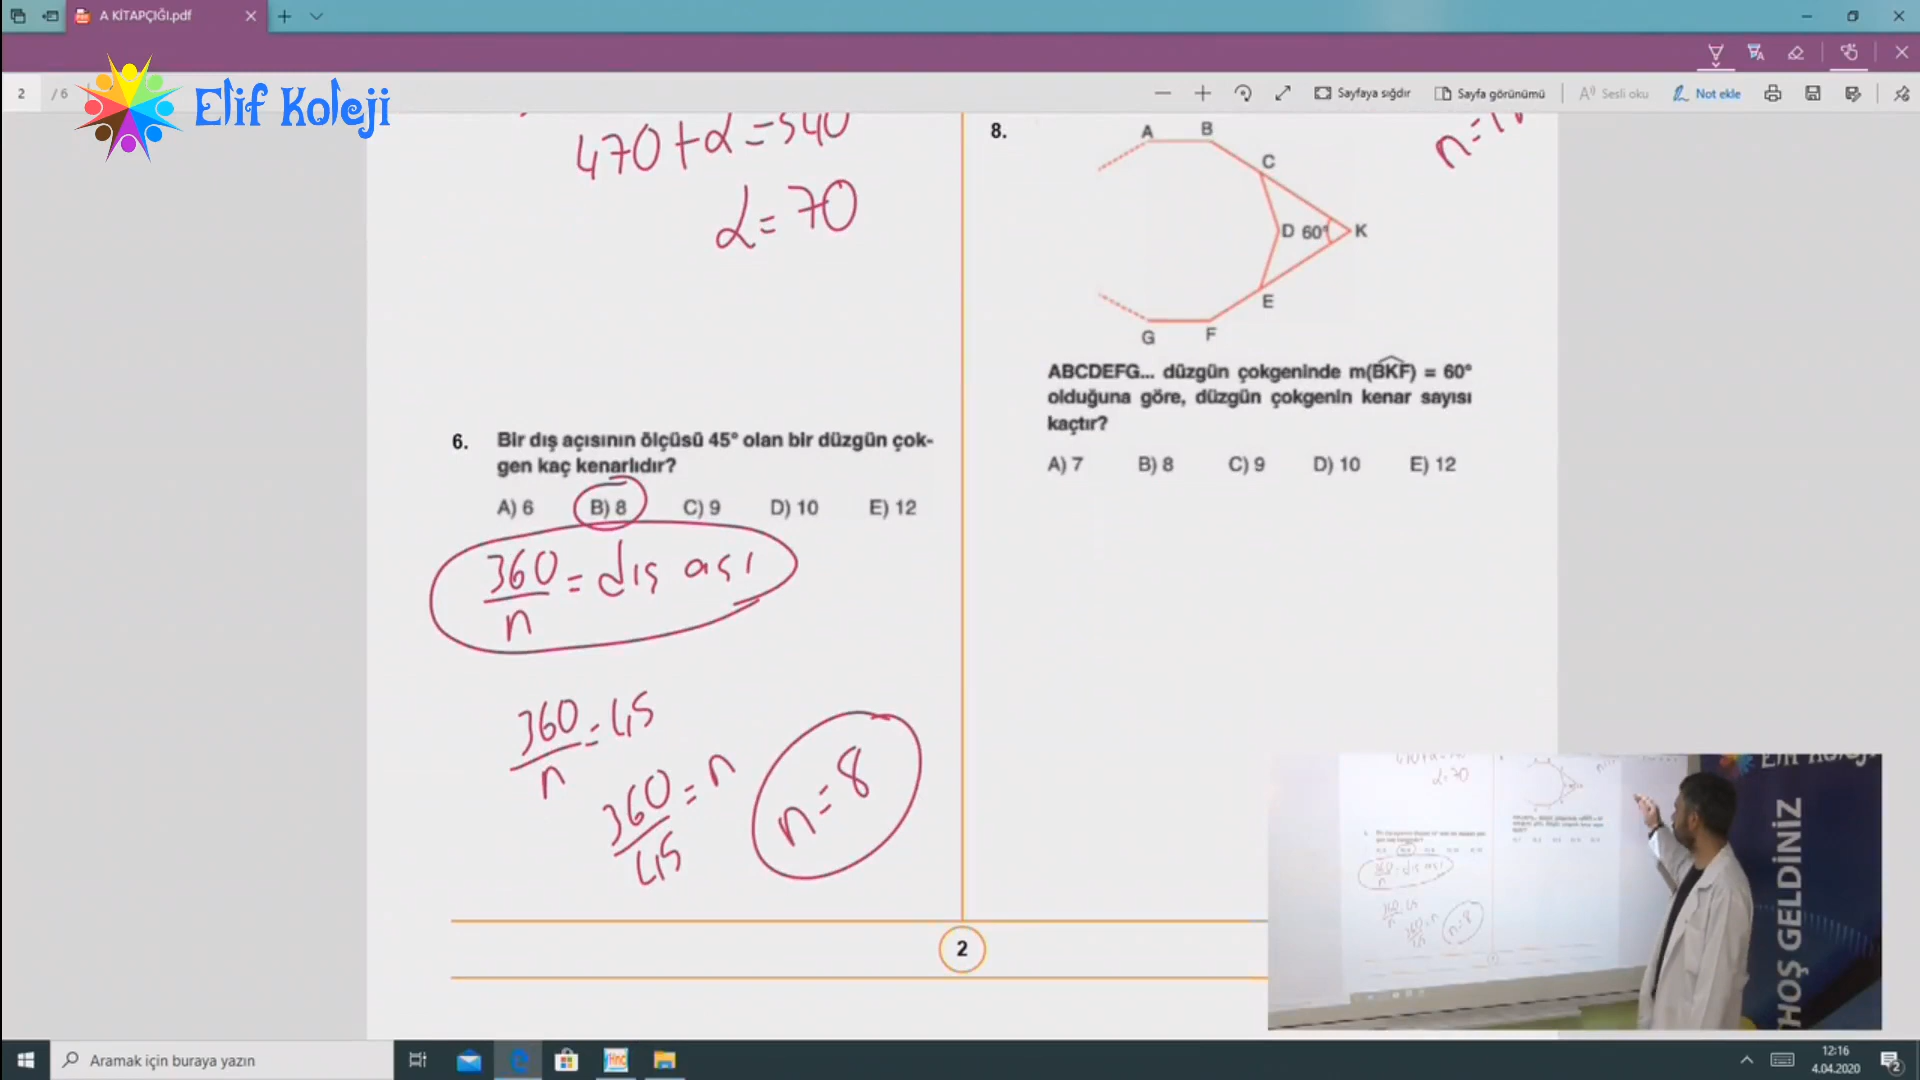 A KİTAPÇIĞI.pdf
2 / 6
Sayfaya sığdır
Sayfa görünümü
Sesli oku
Not ekle
Elif Koleji
470+α=540
α=70
6. Bir dış açısının ölçüsü 45° olan bir düzgün çok-
gen kaç kenarlıdır?
A) 6 B) 8 C) 9 D) 10 E) 12
360/n = dış açı
360/n = 45
360/45 = n
n = 8
8.
A B
C
D 60° K
E
G F
ABCDEFG... düzgün çokgeninde m(BKF) = 60°
olduğuna göre, düzgün çokgenin kenar sayısı
kaçtır?
A) 7 B) 8 C) 9 D) 10 E) 12
2
Elif Koleji
HOŞ GELDİNİZ
Aramak için buraya yazın
12:16
4.04.2020
2